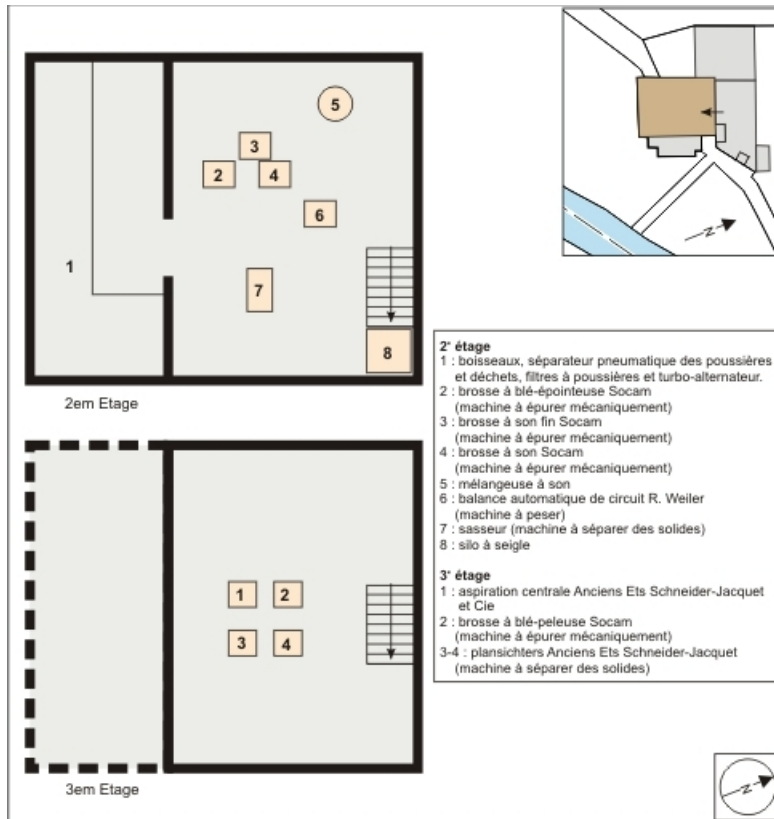 5
3
2
4
6
1
7
8
2em Etage
1
2
3
4
3em Etage
N
2ᵉ étage
1 : boisseaux, séparateur pneumatique des poussières
et déchets, filtres à poussières et turbo-alternateur.
2 : brosse à blé-épointeuse Socam
(machine à épurer mécaniquement)
3 : brosse à son fin Socam
(machine à épurer mécaniquement)
4 : brosse à son Socam
(machine à épurer mécaniquement)
5 : mélangeuse à son
6 : balance automatique de circuit R. Weiler
(machine à peser)
7 : sasseur (machine à séparer des solides)
8 : silo à seigle
3ᵉ étage
1 : aspiration centrale Anciens Ets Schneider-Jacquet
et Cie
2 : brosse à blé-peleuse Socam
(machine à épurer mécaniquement)
3-4 : plansichters Anciens Ets Schneider-Jacquet
(machine à séparer des solides)
N